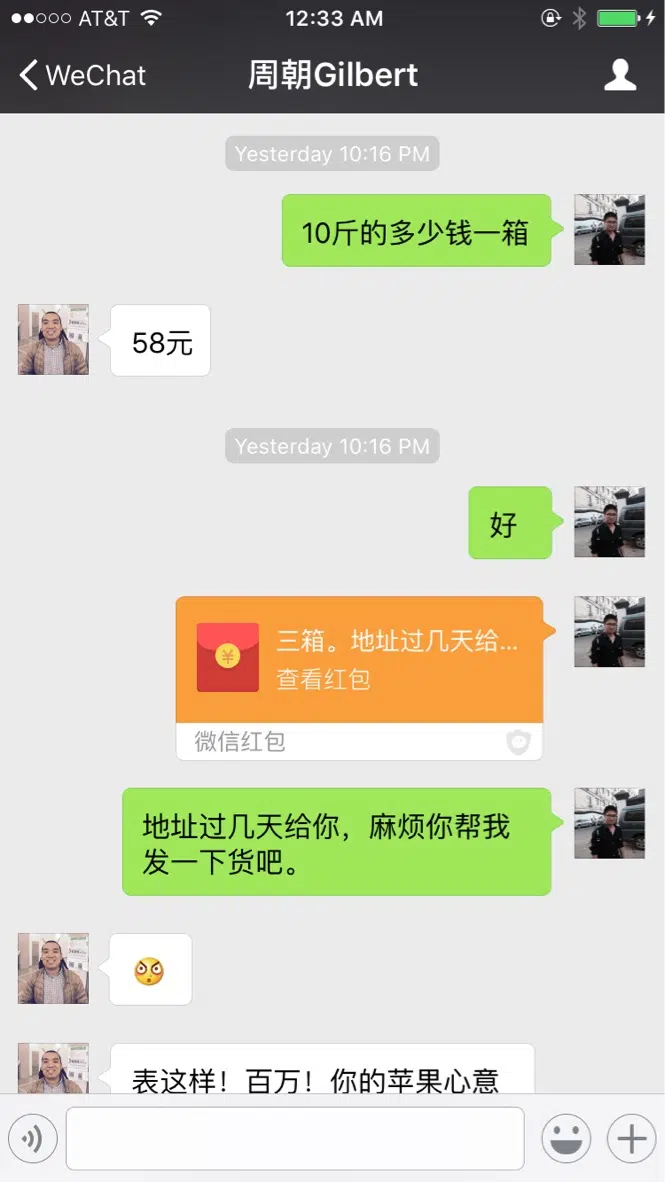 AT&T 12:33 AM
WeChat 周朝Gilbert
Yesterday 10:16 PM
10斤的多少钱一箱
58元
Yesterday 10:16 PM
好
三箱。地址过几天给...
查看红包
微信红包
地址过几天给你，麻烦你帮我
发一下货吧。
表这样！百万！你的苹果心意